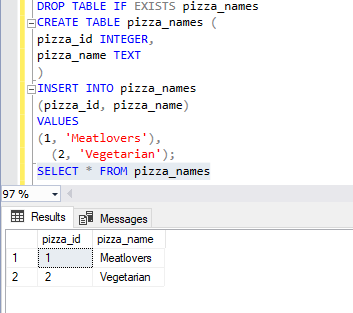 DROP TABLE IF EXISTS pizza_names
CREATE TABLE pizza_names (
pizza_id INTEGER,
pizza_name TEXT
)
INSERT INTO pizza_names
(pizza_id, pizza_name)
VALUES
(1, 'Meatlovers'),
(2, 'Vegetarian');
SELECT * FROM pizza_names
97 %
Results Messages
pizza_id pizza_name
1 1 Meatlovers
2 2 Vegetarian